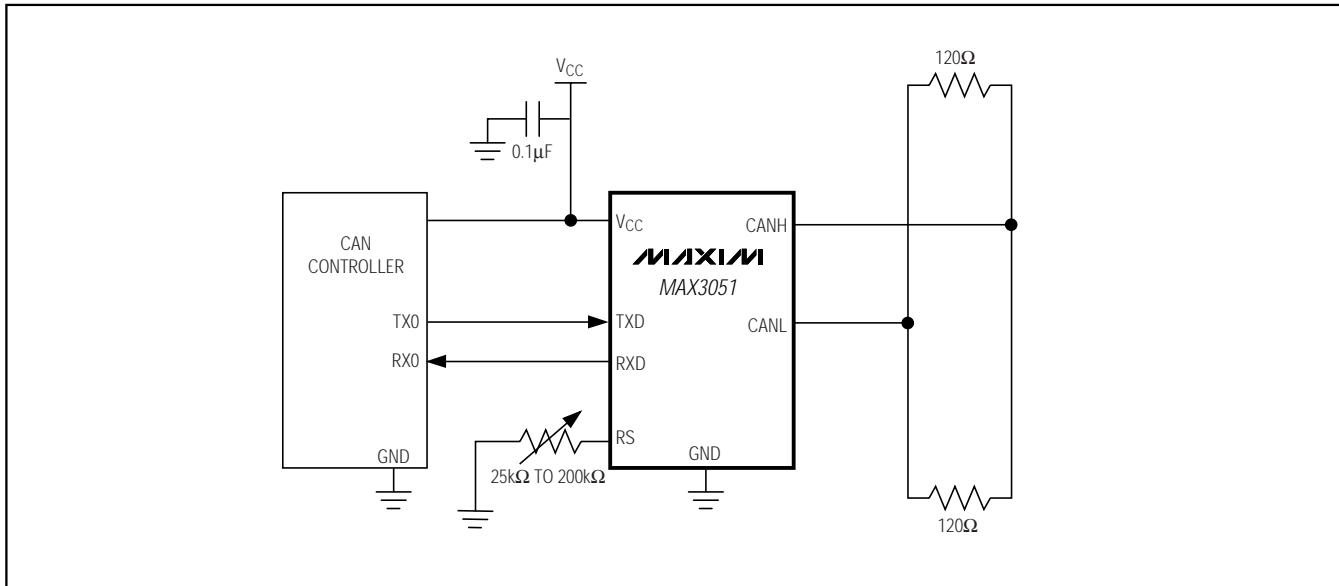 120Ω
VCC
0.1µF
CAN
CONTROLLER
TX0
RX0
GND
VCC
CANH
MAXIM
MAX3051
TXD
CANL
RXD
RS
GND
25kΩ TO 200kΩ
120Ω